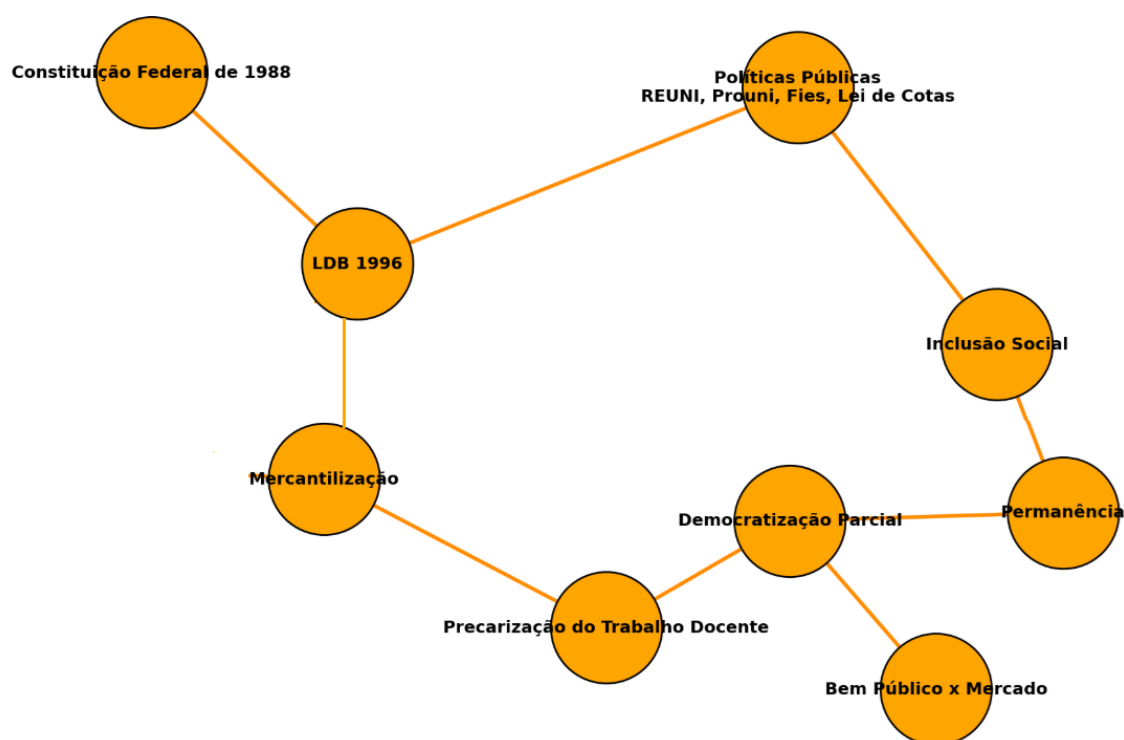 Constituição Federal de 1988
Políticas Públicas
REUNI, Prouni, Fies, Lei de Cotas
LDB 1996
Inclusão Social
Mercantilização
Democratização Parcial
Permanência
Precarização do Trabalho Docente
Bem Público x Mercado